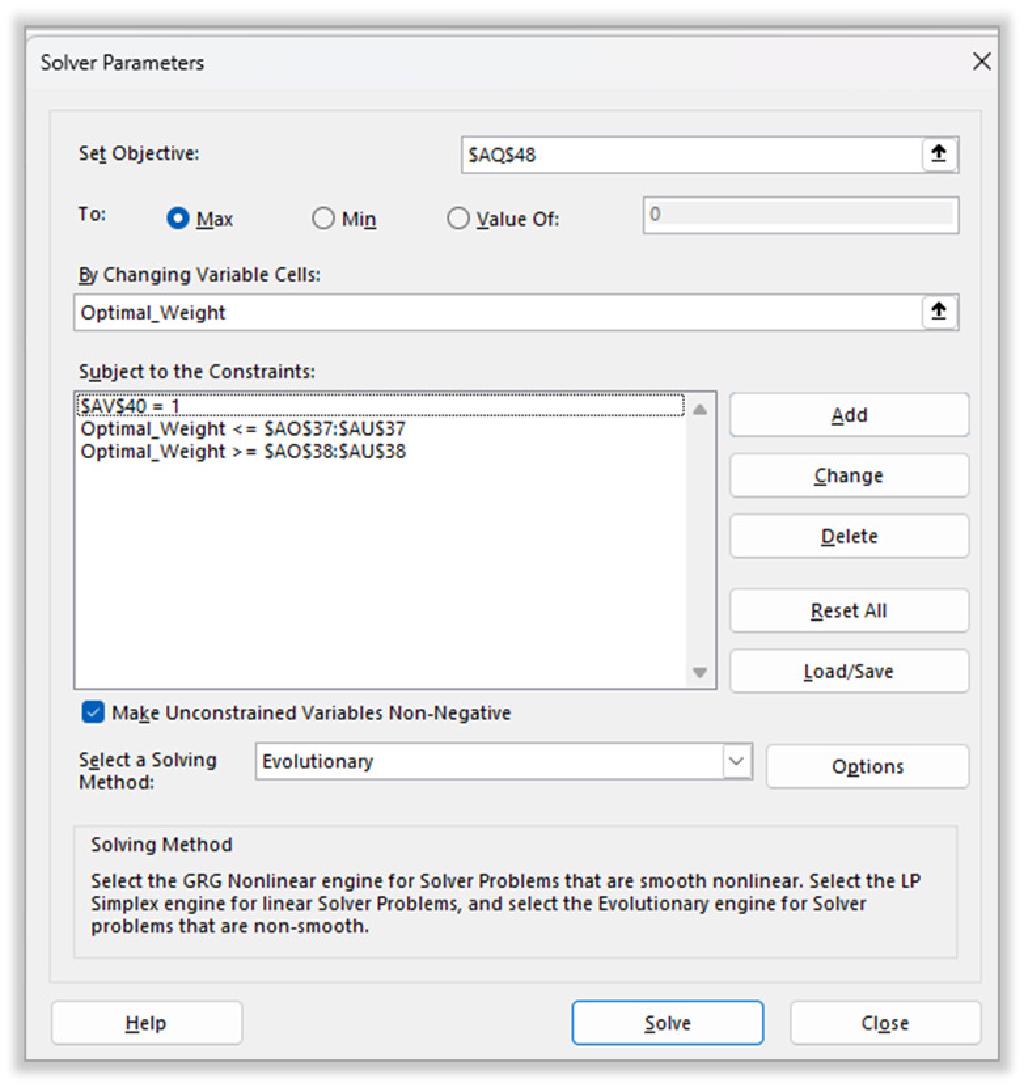 Solver Parameters
Set Objective:
$AQ$48
To:
Max
Min
Value Of:
0
By Changing Variable Cells:
Optimal_Weight
Subject to the Constraints:
$AV$40 = 1
Optimal_Weight <= $AO$37:$AU$37
Optimal_Weight >= $AO$38:$AU$38
Add
Change
Delete
Reset All
Load/Save
Make Unconstrained Variables Non-Negative
Select a Solving
Method:
Evolutionary
Options
Solving Method
Select the GRG Nonlinear engine for Solver Problems that are smooth nonlinear. Select the LP
Simplex engine for linear Solver Problems, and select the Evolutionary engine for Solver
problems that are non-smooth.
Help
Solve
Close